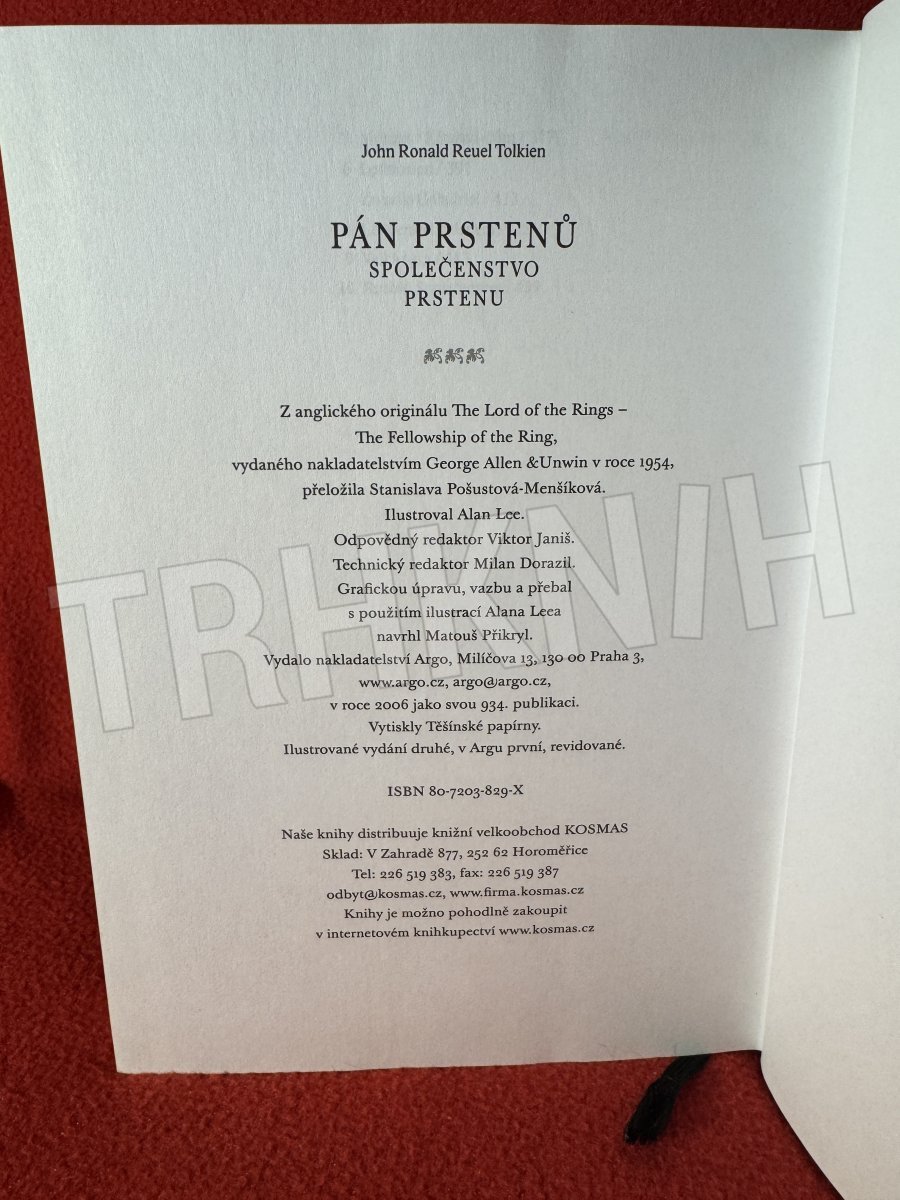 John Ronald Reuel Tolkien
PÁN PRSTENŮ
SPOLEČENSTVO
PRSTENU
Z anglického originálu The Lord of the Rings –
The Fellowship of the Ring,
vydaného nakladatelstvím George Allen &Unwin v roce 1954,
přeložila Stanislava Pošustová-Menšíková.
Ilustroval Alan Lee.
Odpovědný redaktor Viktor Janiš.
Technický redaktor Milan Dorazil.
Grafickou úpravu, vazbu a přebal
s použitím ilustrací Alana Leea
navrhl Matouš Přikryl.
Vydalo nakladatelství Argo, Milíčova 13, 130 00 Praha 3,
www.argo.cz, argo@argo.cz,
v roce 2006 jako svou 934. publikaci.
Vytiskly Těšínské papírny.
Ilustrované vydání druhé, v Argu první, revidované.
ISBN 80-7203-829-X
Naše knihy distribuuje knižní velkoobchod KOSMAS
Sklad: V Zahradě 877, 252 62 Horoměřice
Tel: 226 519 383, fax: 226 519 387
odbyt@kosmas.cz, www.firma.kosmas.cz
Knihy je možno pohodlně zakoupit
v internetovém knihkupectví www.kosmas.cz
TRHKNIH